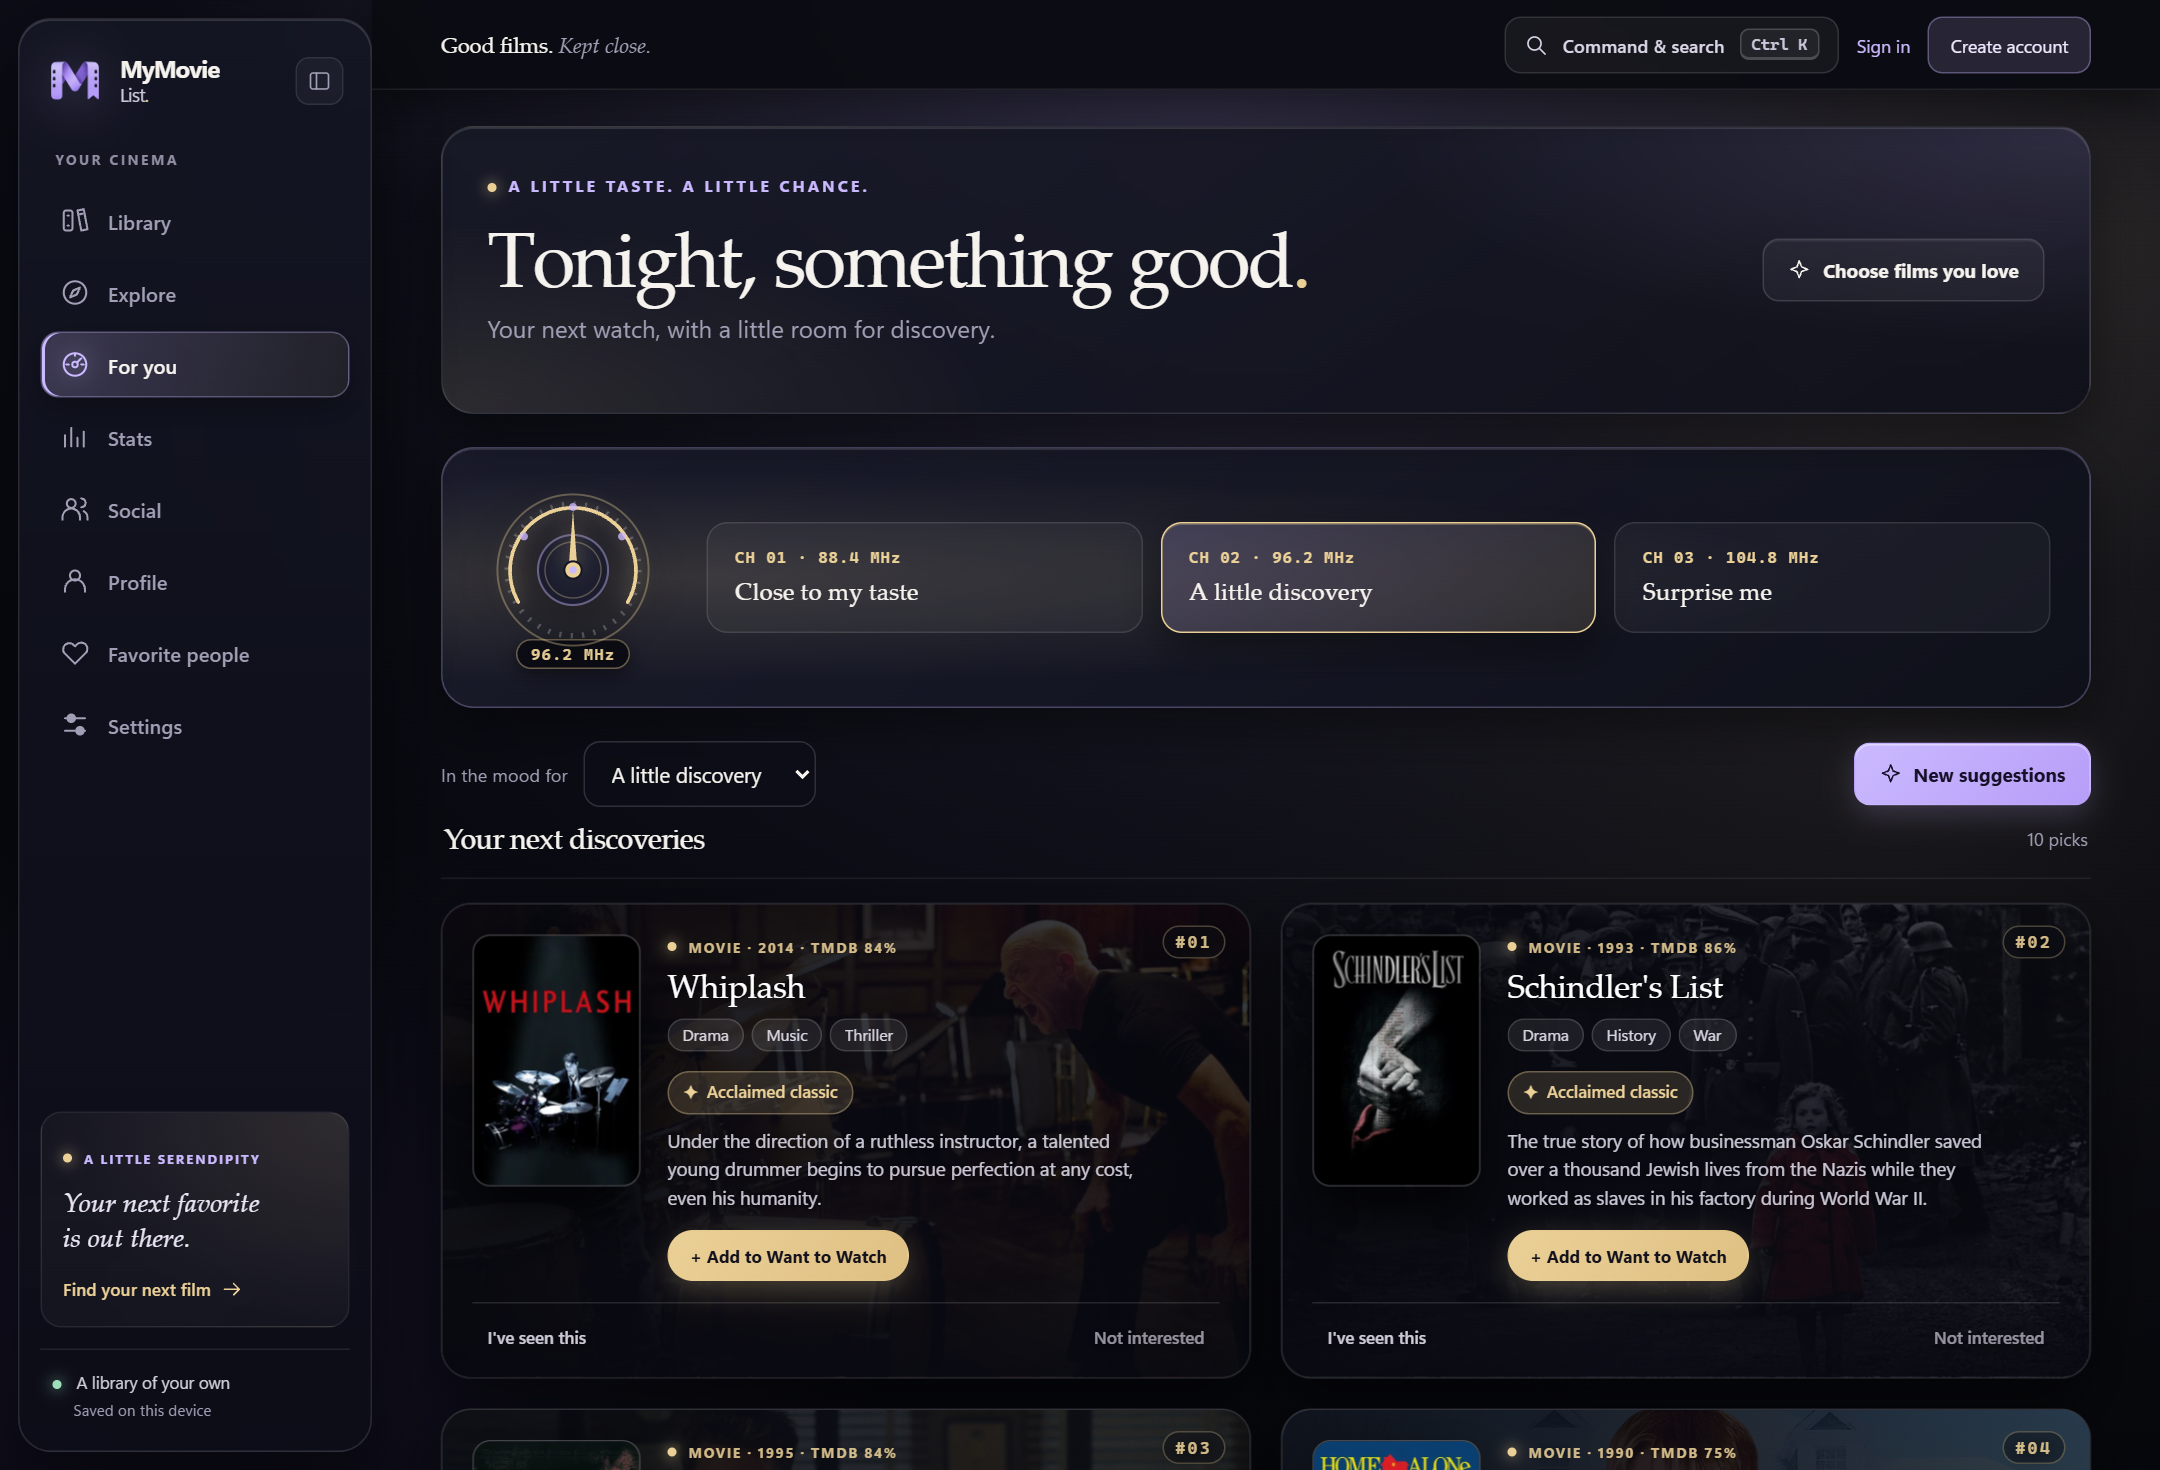 MyMovie
List.
YOUR CINEMA
Library
Explore
For you
Stats
Social
Profile
Favorite people
Settings
A LITTLE SERENDIPITY
Your next favorite
is out there.
Find your next film →
A library of your own
Saved on this device
Good films. Kept close.
Command & search Ctrl K
Sign in
Create account
A LITTLE TASTE. A LITTLE CHANCE.
Tonight, something good.
Your next watch, with a little room for discovery.
Choose films you love
96.2 MHz
CH 01 · 88.4 MHz
Close to my taste
CH 02 · 96.2 MHz
A little discovery
CH 03 · 104.8 MHz
Surprise me
In the mood for
A little discovery
New suggestions
Your next discoveries
10 picks
WHIPLASH
MOVIE · 2014 · TMDB 84%
#01
Whiplash
Drama
Music
Thriller
✦ Acclaimed classic
Under the direction of a ruthless instructor, a talented
young drummer begins to pursue perfection at any cost,
even his humanity.
+ Add to Want to Watch
I've seen this
Not interested
SCHINDLER'S LIST
MOVIE · 1993 · TMDB 86%
#02
Schindler's List
Drama
History
War
✦ Acclaimed classic
The true story of how businessman Oskar Schindler saved
over a thousand Jewish lives from the Nazis while they
worked as slaves in his factory during World War II.
+ Add to Want to Watch
I've seen this
Not interested
MOVIE · 1995 · TMDB 84%
#03
HOME ALONe
MOVIE · 1990 · TMDB 75%
#04